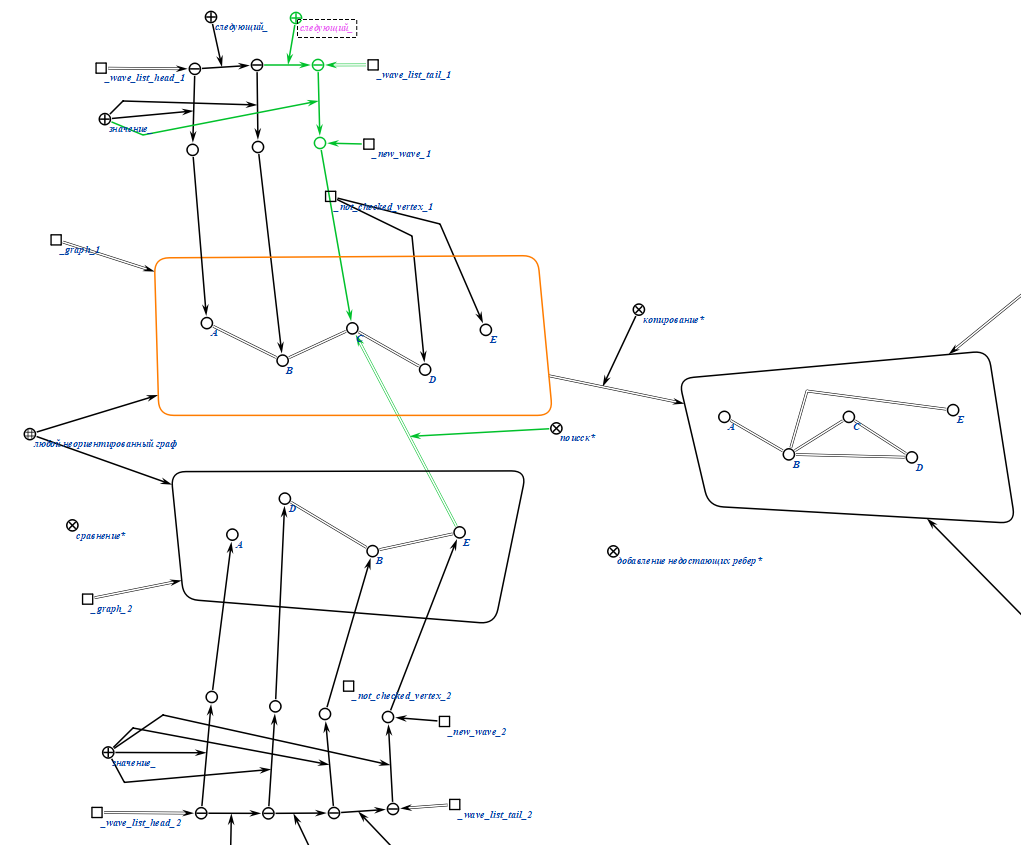 следующий_
следующий_
_wave_list_head_1
_wave_list_tail_1
значение_
_new_wave_1
_not_checked_vertex_1
_graph_1
A
B
D
E
копирование*
A
B
C
D
E
любой неориентированный граф
поисск*
сравнение*
A
D
B
E
добавление недостающих ребер*
_graph_2
_not_checked_vertex_2
_new_wave_2
значение_
_wave_list_head_2
_wave_list_tail_2